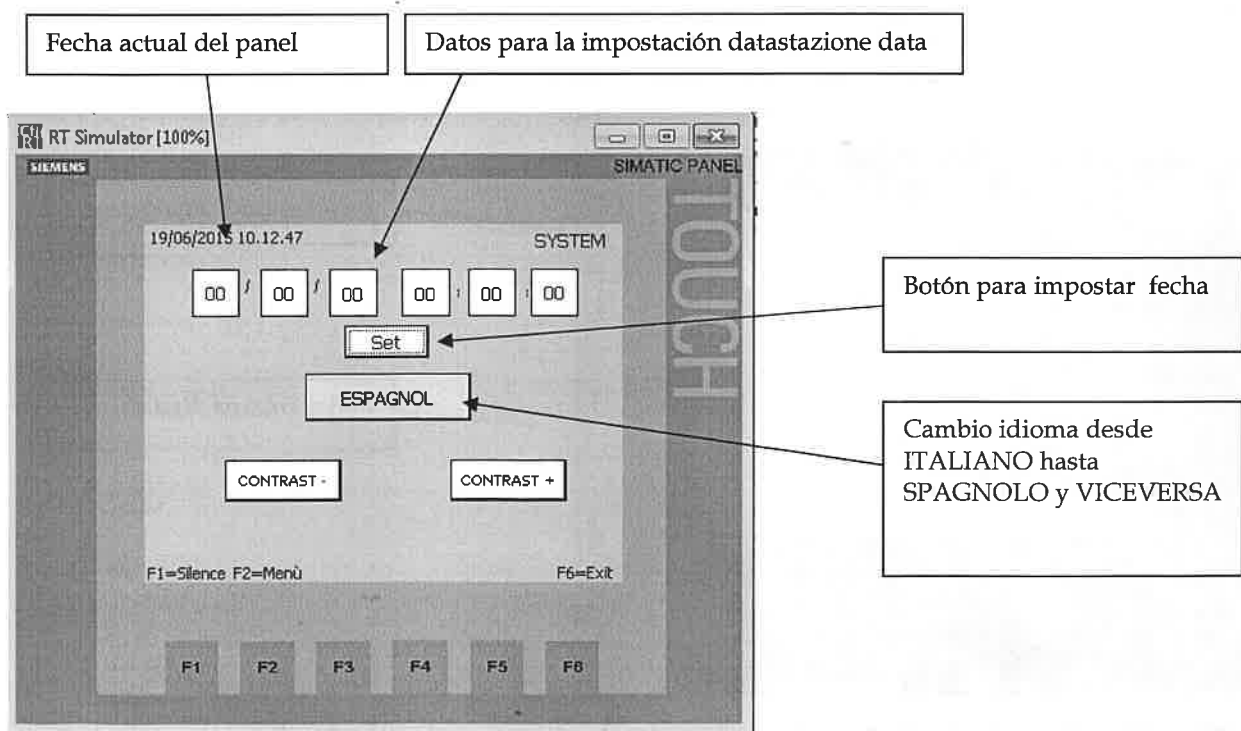 Fecha actual del panel
Datos para la impostación datastazione data
RT Simulator [100%]
SIEMENS
SIMATIC PANEL
TOUCH
19/06/2015 10.12.47
SYSTEM
00 / 00 / 00 00 : 00 : 00
Set
Botón para impostar fecha
ESPAGNOL
Cambio idioma desde
ITALIANO hasta
SPAGNOLO y VICEVERSA
CONTRAST -
CONTRAST +
F1=Silence F2=Menù
F6=Exit
F1 F2 F3 F4 F5 F6